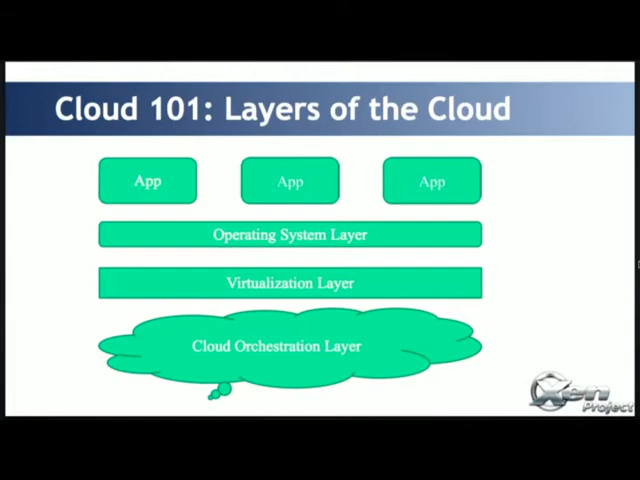 Cloud 101: Layers of the Cloud
App
App
App
Operating System Layer
Virtualization Layer
Cloud Orchestration Layer
Xen
Project